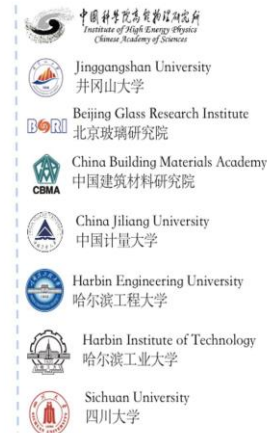 中国科学院高能物理研究所
Institute of High Energy Physics
Chinese Academy of Sciences
Jinggangshan University
井冈山大学
BGRI
Beijing Glass Research Institute
北京玻璃研究院
China Building Materials Academy
CBMA
中国建筑材料研究院
China Jiliang University
中国计量大学
Harbin Engineering University
哈尔滨工程大学
Harbin Institute of Technology
哈尔滨工业大学
Sichuan University
四川大学